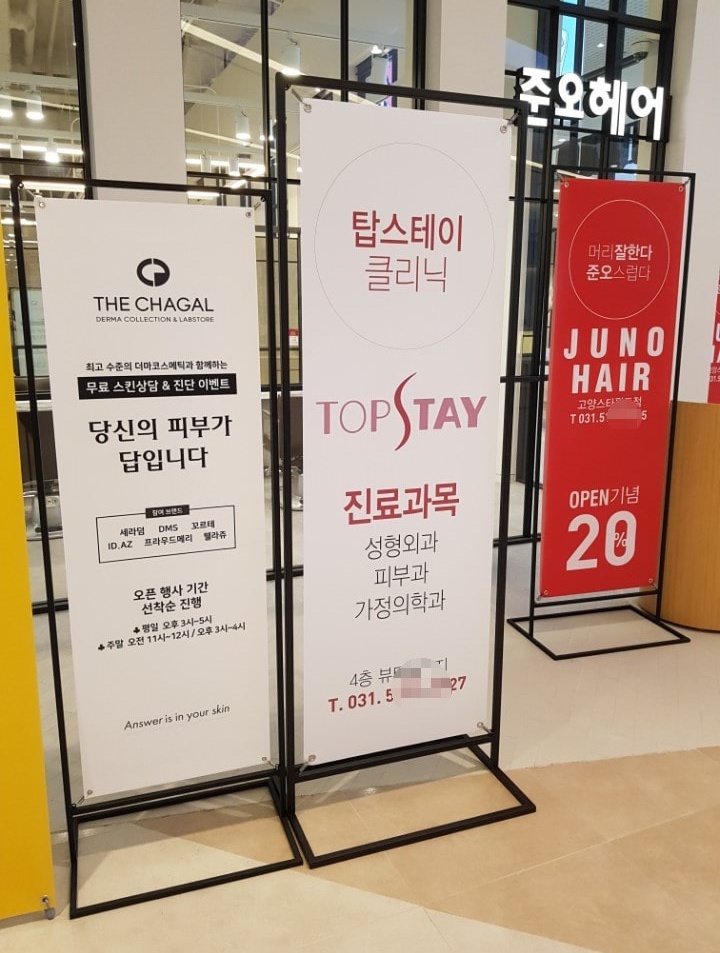 THE CHAGAL
DERMA COLLECTION & LABSTORE
최고 수준의 더마코스메틱과 함께하는
무료 스킨상담 & 진단 이벤트
당신의 피부가
답입니다
참여 브랜드
세라덤 DMS 꼬르테
ID.AZ 프라우드메리 웰라쥬
오픈 행사 기간
선착순 진행
♣ 평일 오후 3시~5시
♣ 주말 오전 11시~12시 / 오후 3시~4시
Answer is in your skin
탑스테이
클리닉
TOPSTAY
진료과목
성형외과
피부과
가정의학과
4층
T. 031. 5 27
준오헤어
머리잘한다
준오스럽다
JUNO
HAIR
T 031.5 5
OPEN기념
20%